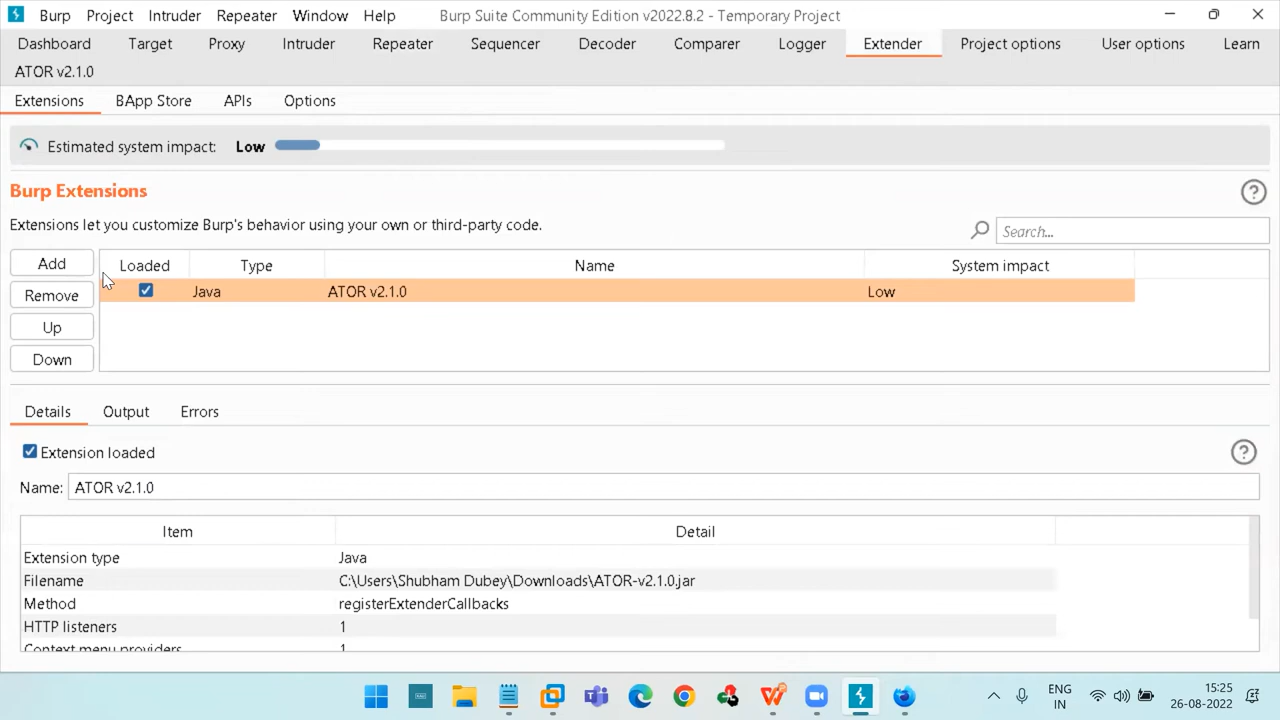 Burp Project Intruder Repeater Window Help Burp Suite Community Edition v2022.8.2 - Temporary Project
Dashboard Target Proxy Intruder Repeater Sequencer Decoder Comparer Logger Extender Project options User options Learn
ATOR v2.1.0
Extensions BApp Store APIs Options
Estimated system impact: Low
Burp Extensions
Extensions let you customize Burp's behavior using your own or third-party code.
Search...
Add Loaded Type Name System impact
Remove Java ATOR v2.1.0 Low
Up
Down
Details Output Errors
Extension loaded
Name: ATOR v2.1.0
Item Detail
Extension type Java
Filename C:\Users\Shubham Dubey\Downloads\ATOR-v2.1.0.jar
Method registerExtenderCallbacks
HTTP listeners 1
Context menu providers 1
ENG 15:25
IN 26-08-2022